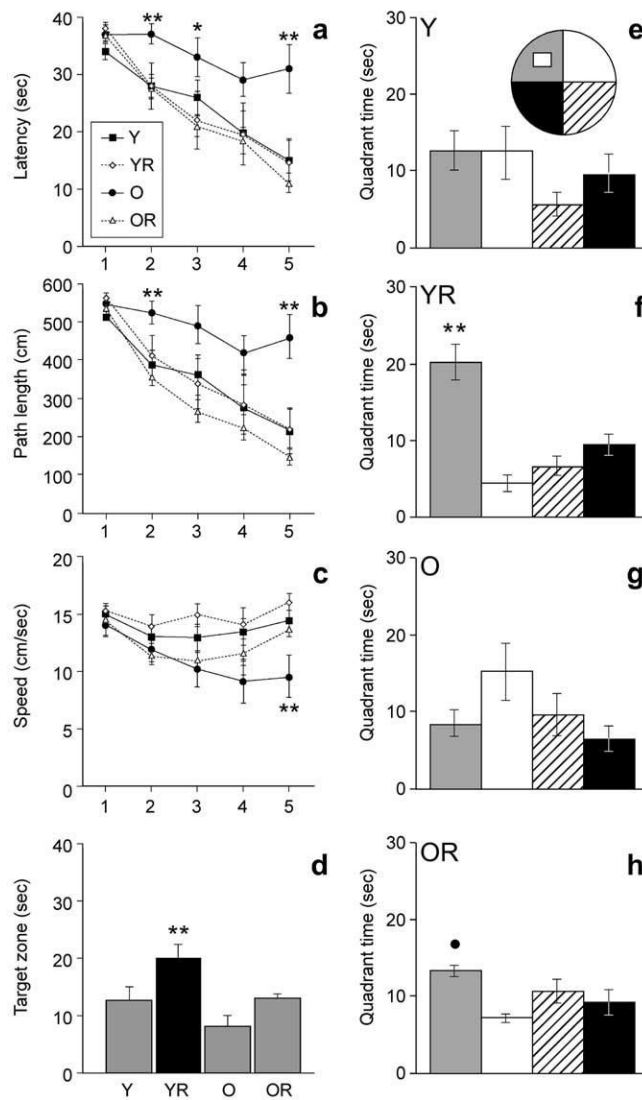 a
** * **
Latency (sec)
40
30
20
10
0
Y
YR
O
OR
1 2 3 4 5
b
** **
Path length (cm)
600
500
400
300
200
100
0
1 2 3 4 5
c
Speed (cm/sec)
20
15
10
5
0
**
1 2 3 4 5
d
Target zone (sec)
40
30
20
10
0
**
Y YR O OR
e
Y
Quadrant time (sec)
30
20
10
0
f
YR
Quadrant time (sec)
30
20
10
0
**
g
O
Quadrant time (sec)
30
20
10
0
h
OR
Quadrant time (sec)
30
20
10
0